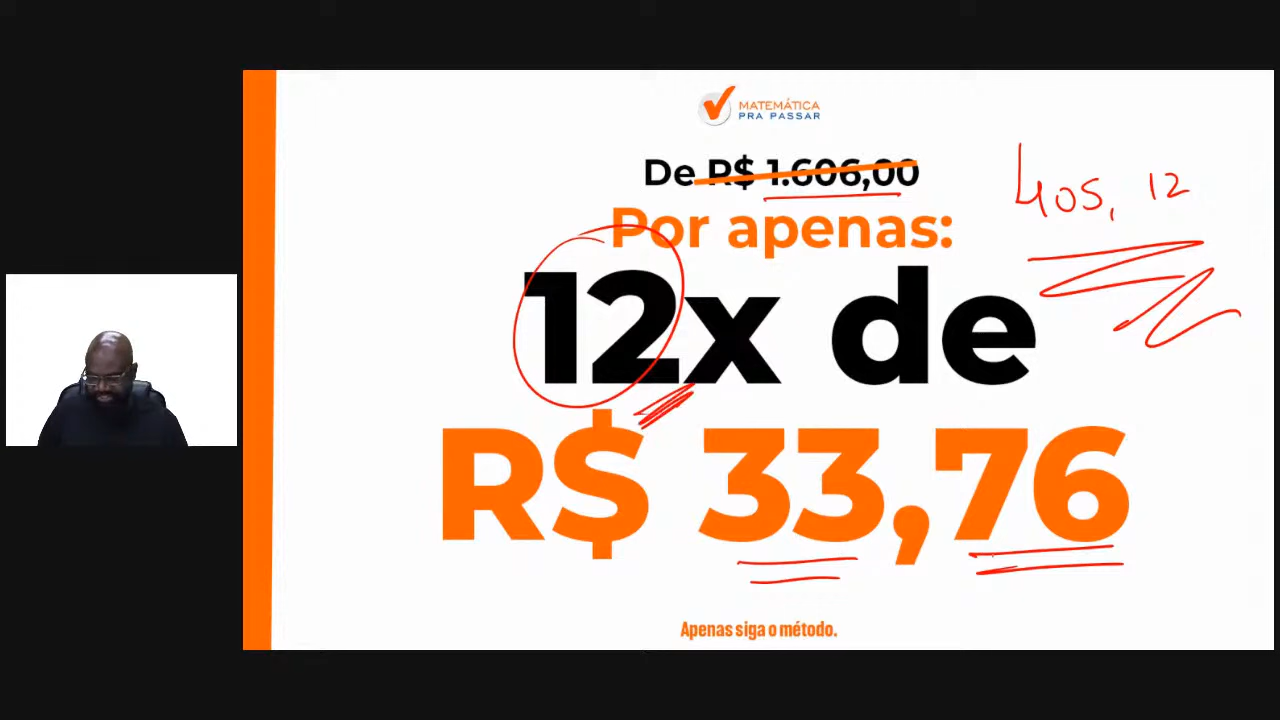 MATEMÁTICA
PRA PASSAR
De R$ 1.606,00
405, 12
Por apenas:
12x de
R$ 33,76
Apenas siga o método.